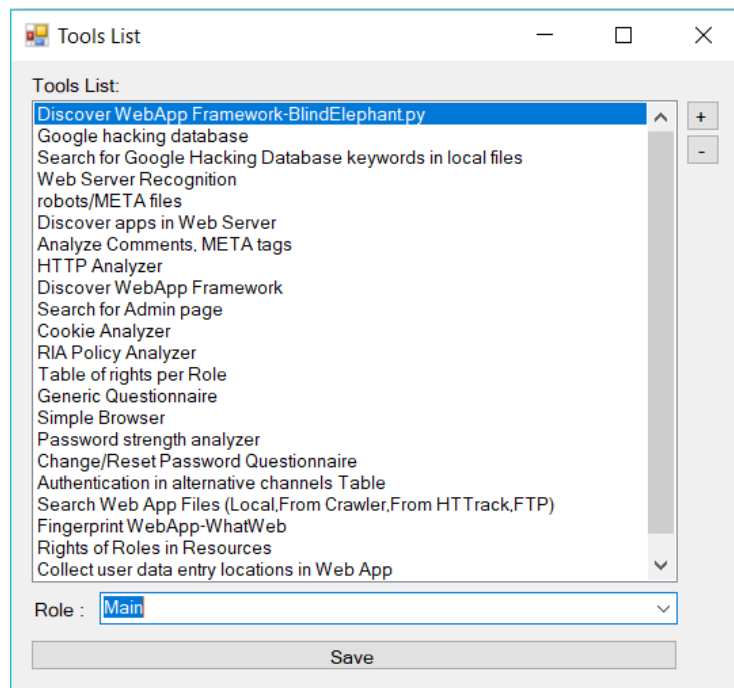 Tools List
Tools List:
Discover WebApp Framework-BlindElephant.py
Google hacking database
Search for Google Hacking Database keywords in local files
Web Server Recognition
robots/META files
Discover apps in Web Server
Analyze Comments, META tags
HTTP Analyzer
Discover WebApp Framework
Search for Admin page
Cookie Analyzer
RIA Policy Analyzer
Table of rights per Role
Generic Questionnaire
Simple Browser
Password strength analyzer
Change/Reset Password Questionnaire
Authentication in alternative channels Table
Search Web App Files (Local,From Crawler,From HTTrack,FTP)
Fingerprint WebApp-WhatWeb
Rights of Roles in Resources
Collect user data entry locations in Web App
+
-
Role : Main
Save